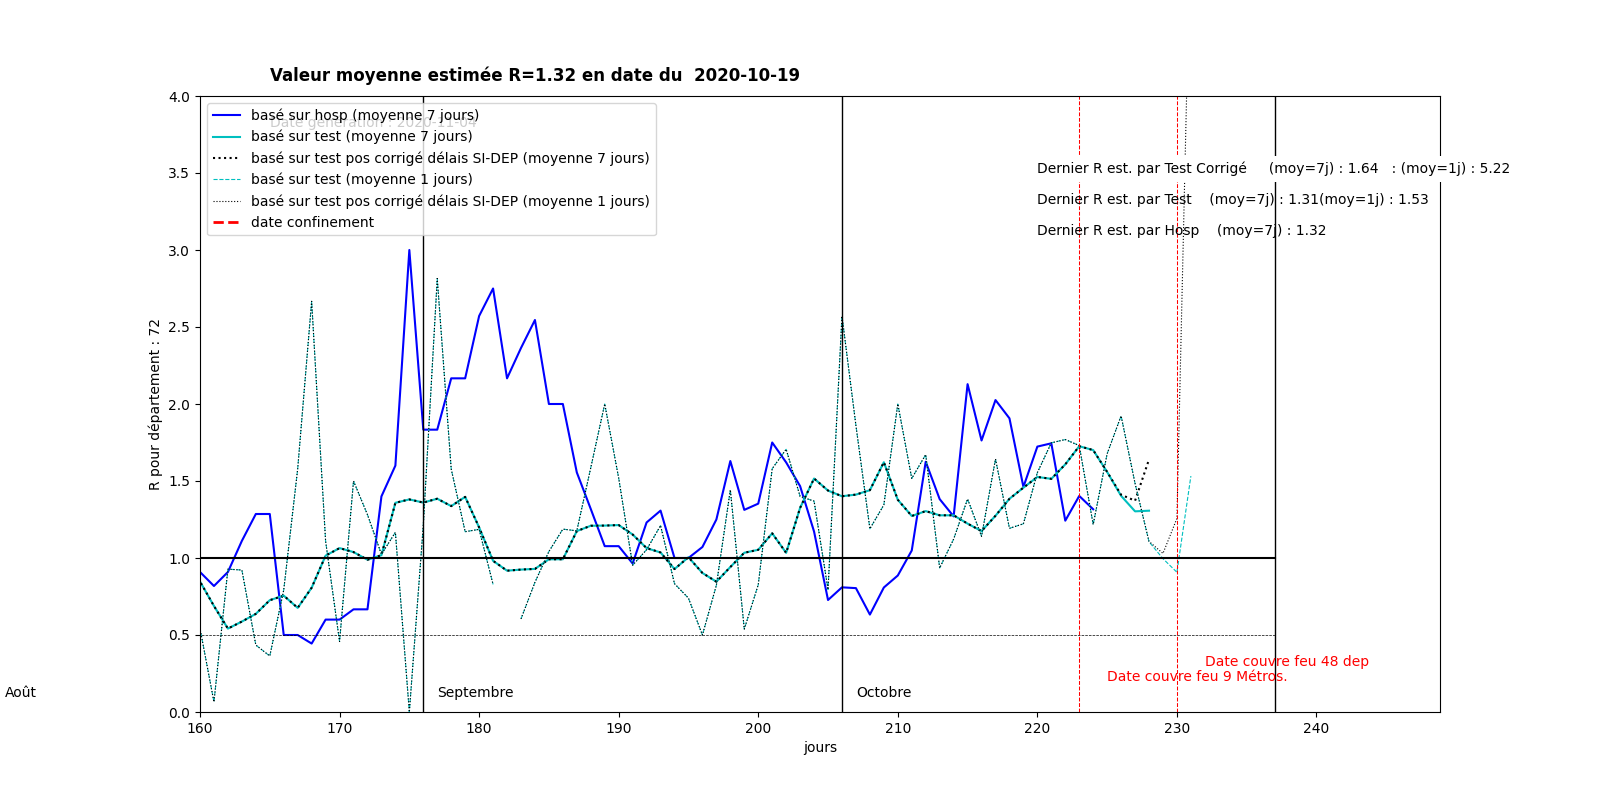 Valeur moyenne estimée R=1.32 en date du  2020-10-19
Date génération : 2020-11-04
basé sur hosp (moyenne 7 jours)
basé sur test (moyenne 7 jours)
basé sur test pos corrigé délais SI-DEP (moyenne 7 jours)
basé sur test (moyenne 1 jours)
basé sur test pos corrigé délais SI-DEP (moyenne 1 jours)
date confinement
Dernier R est. par Test Corrigé     (moy=7j) : 1.64   : (moy=1j) : 5.22
Dernier R est. par Test    (moy=7j) : 1.31(moy=1j) : 1.53
Dernier R est. par Hosp    (moy=7j) : 1.32
R pour département : 72
4.0
3.5
3.0
2.5
2.0
1.5
1.0
0.5
0.0
Date couvre feu 48 dep
Date couvre feu 9 Métros.
Août
Septembre
Octobre
160
170
180
190
200
210
220
230
240
jours